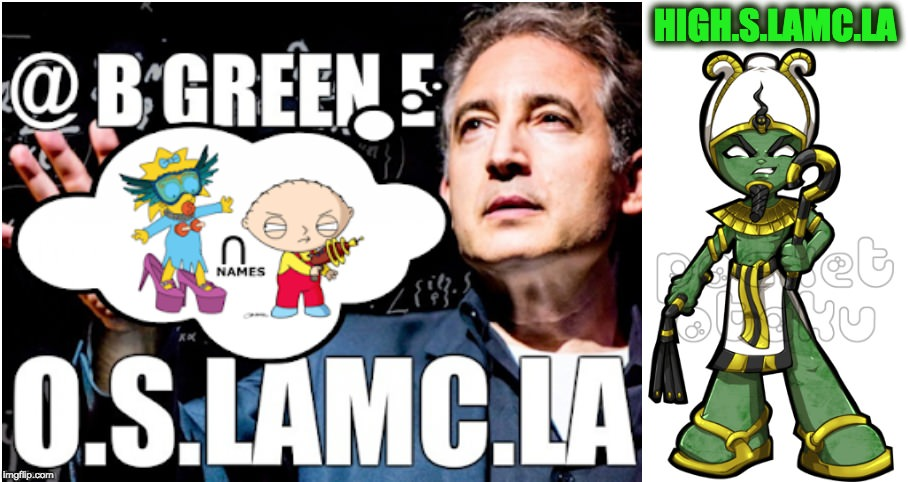 @ B GREEN E
∩
NAMES
O.S.LAMC.LA
imgflip.com
HIGH.S.LAMC.LA